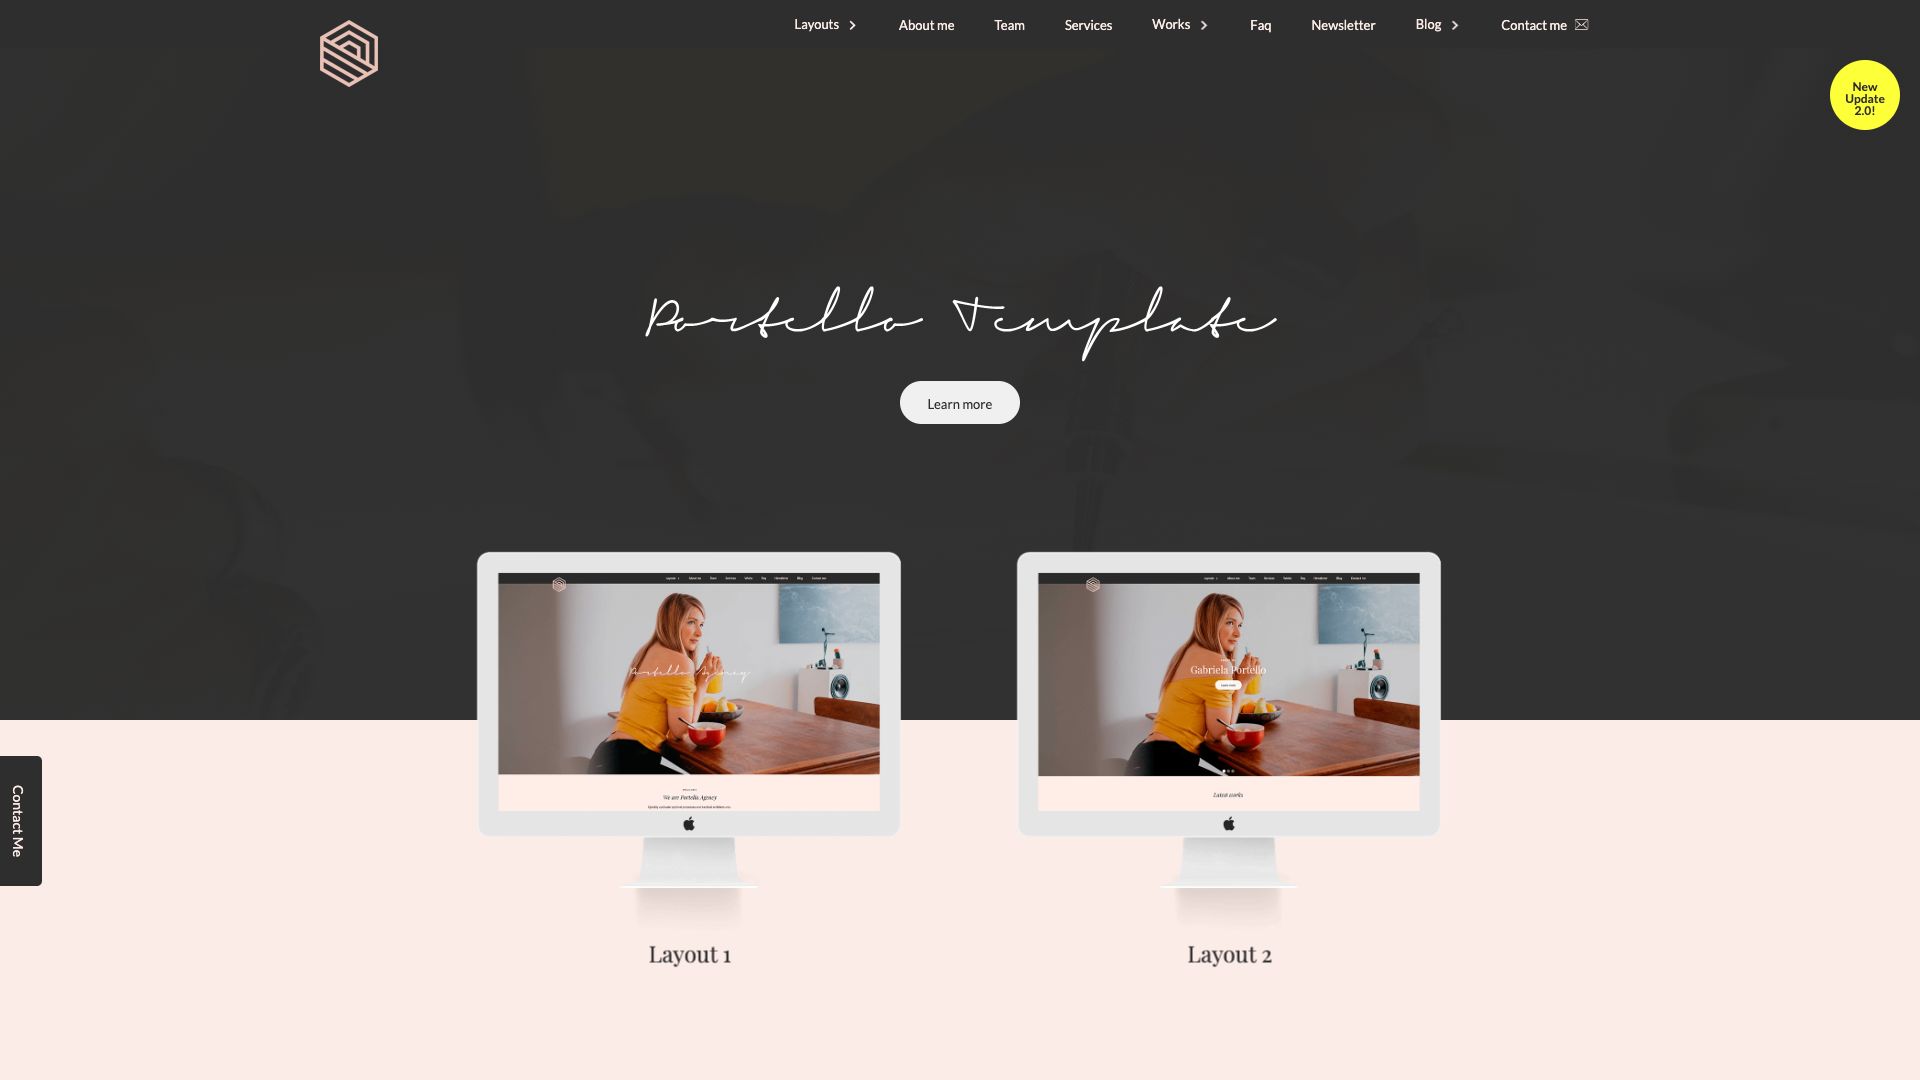 Layouts
About me
Team
Services
Works
Faq
Newsletter
Blog
Contact me
New
Update
2.0!
Portello Template
Learn more
Portello Agency
We are Portello Agency
Gabriela Portello
Latest works
Contact Me
Layout 1
Layout 2